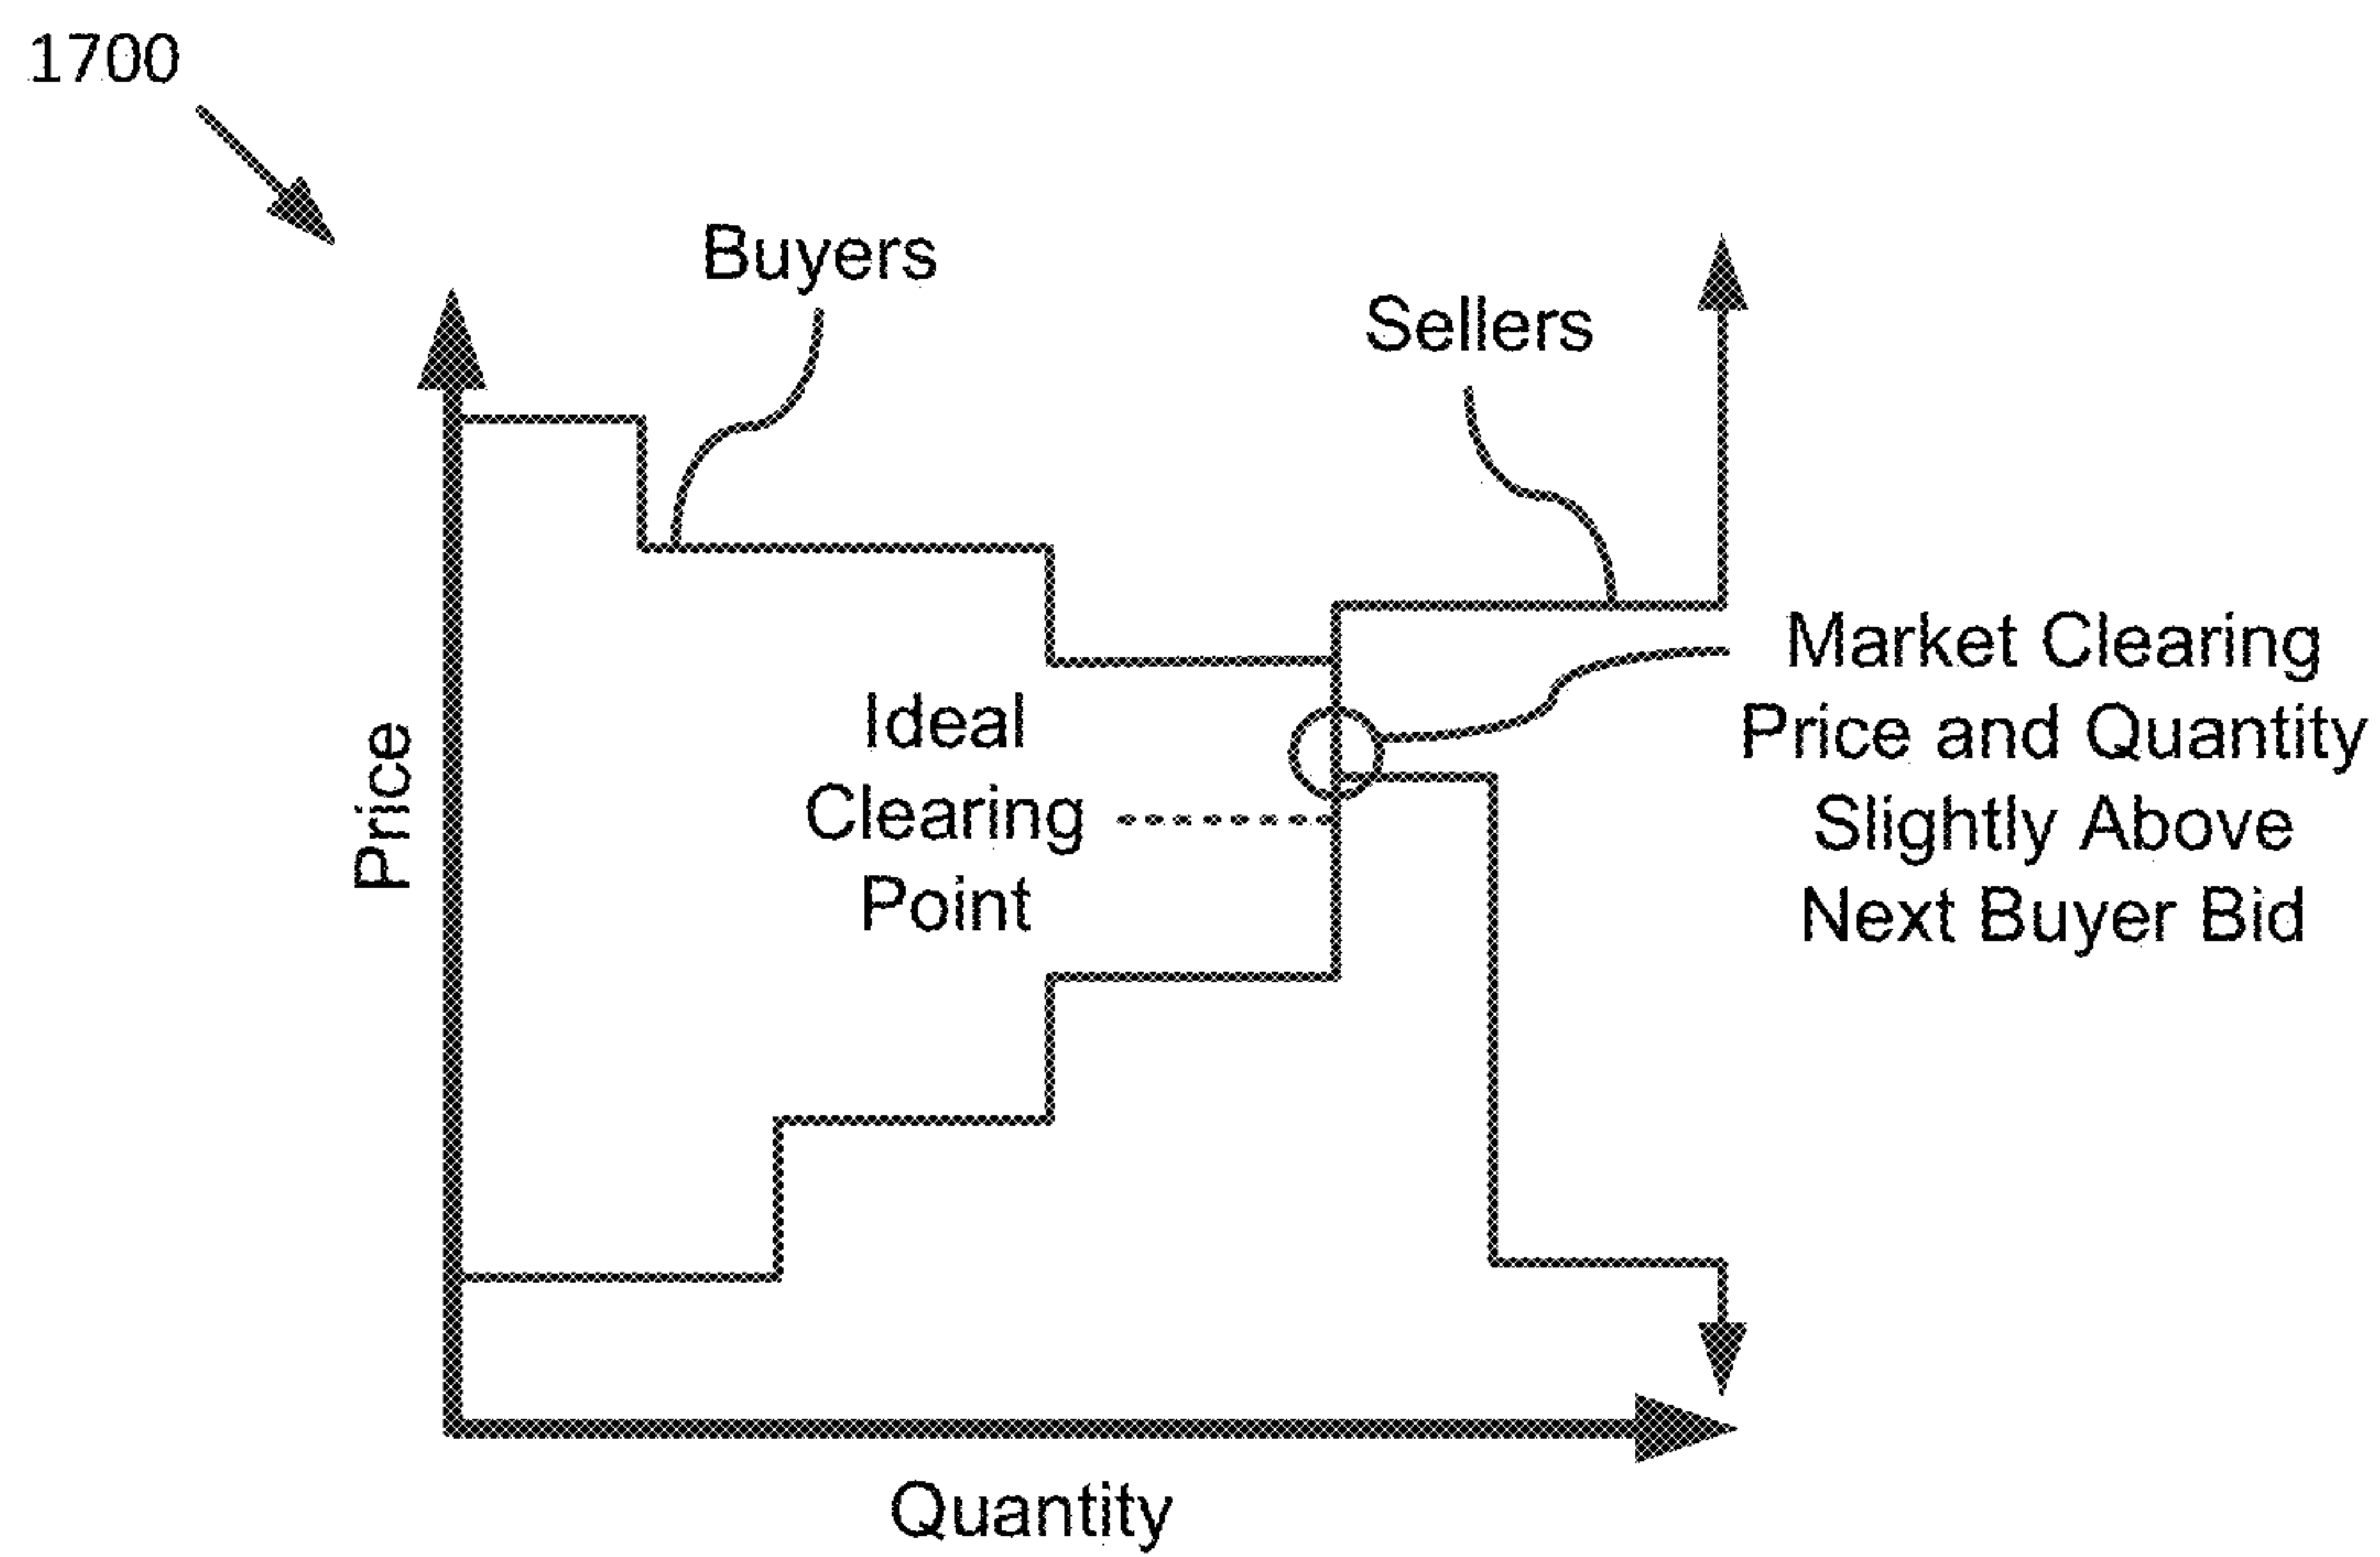 1700
Buyers
Sellers
Market Clearing
Price and Quantity
Slightly Above
Next Buyer Bid
Ideal
Clearing
Point
Price
Quantity